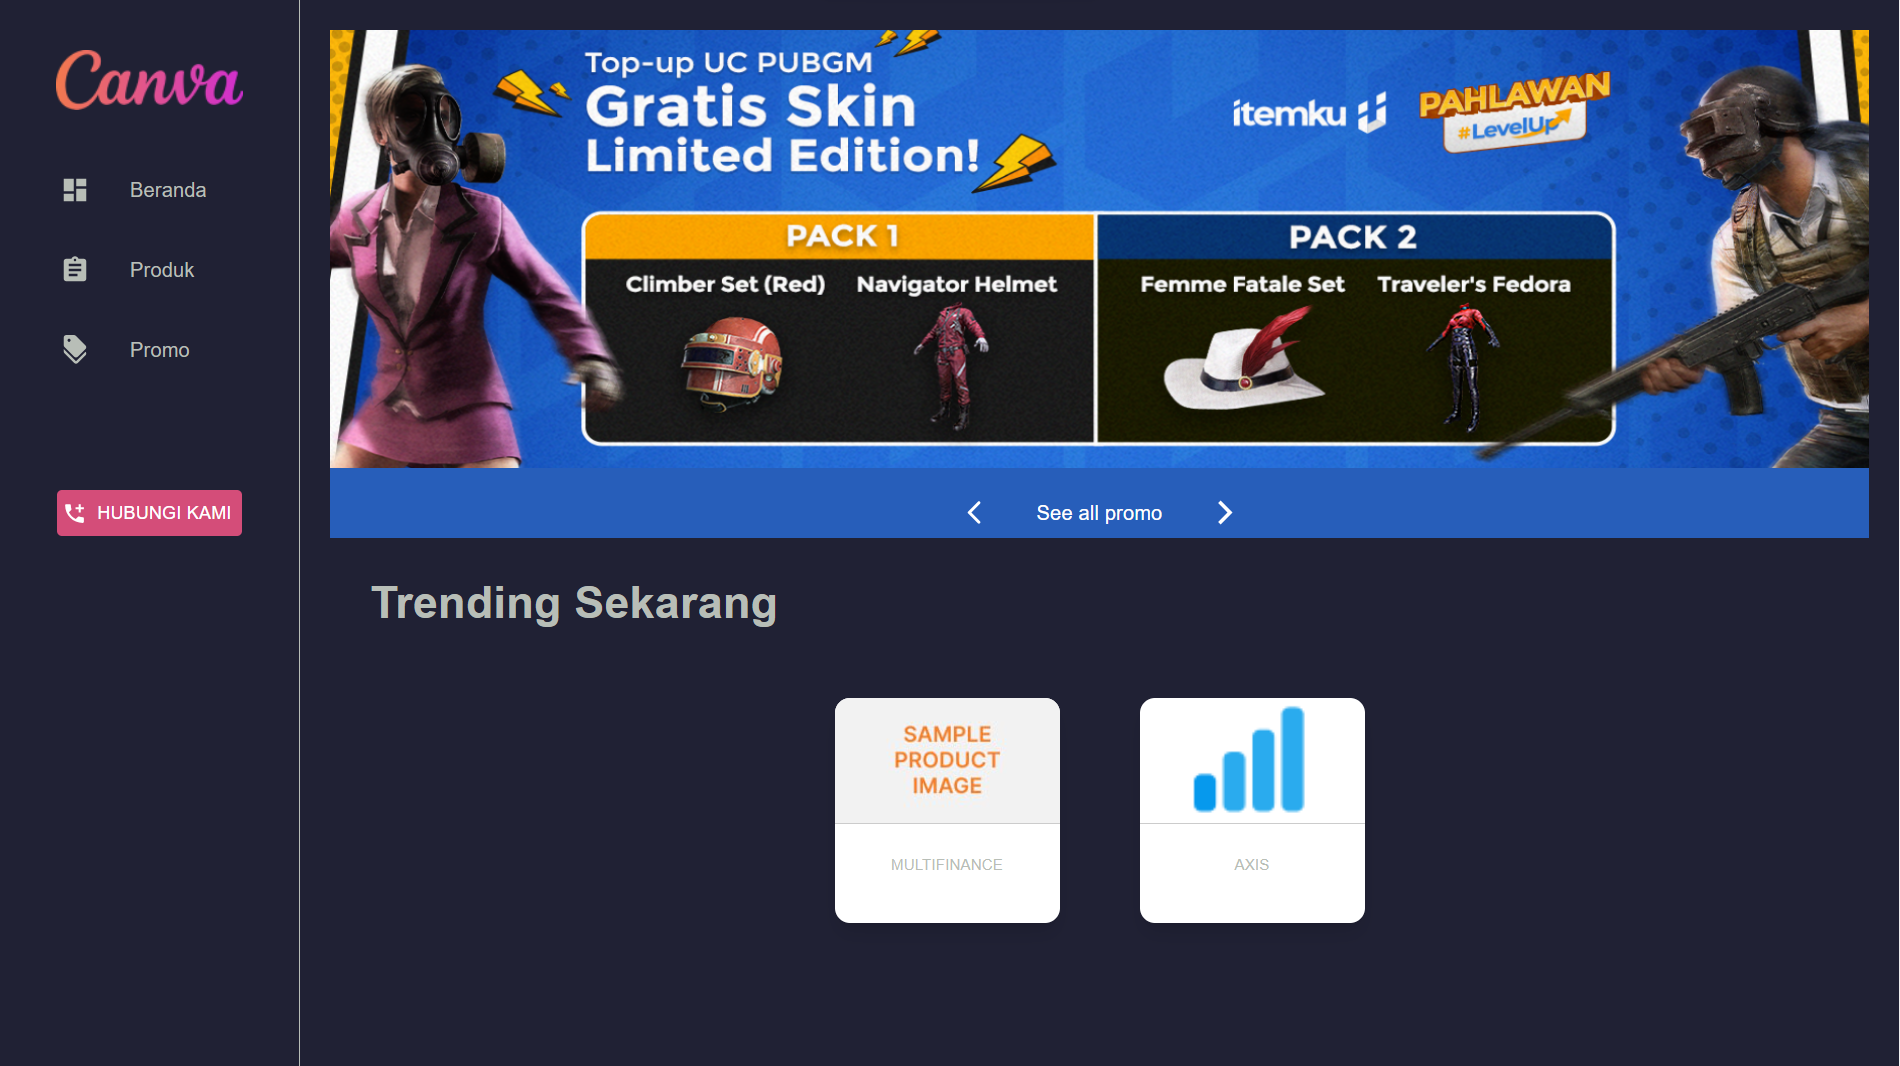 Canva
Beranda
Produk
Promo
HUBUNGI KAMI
Top-up UC PUBGM
Gratis Skin
Limited Edition!
itemku
PAHLAWAN
#LevelUp
PACK 1
Climber Set (Red) Navigator Helmet
PACK 2
Femme Fatale Set Traveler's Fedora
See all promo
Trending Sekarang
SAMPLE
PRODUCT
IMAGE
MULTIFINANCE
AXIS